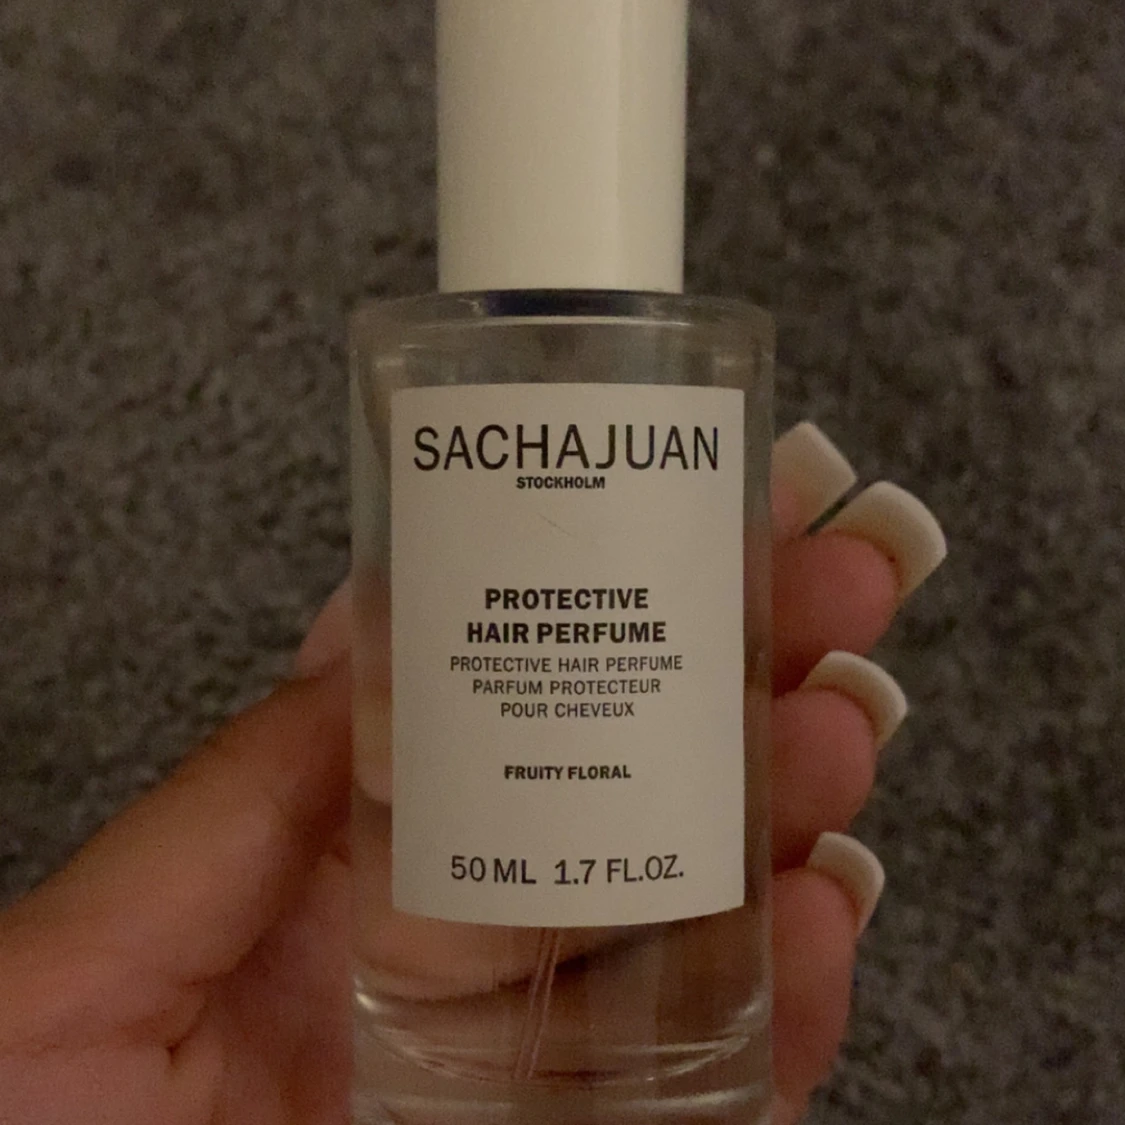 SACHAJUAN
STOCKHOLM
PROTECTIVE
HAIR PERFUME
PROTECTIVE HAIR PERFUME
PARFUM PROTECTEUR
POUR CHEVEUX
FRUITY FLORAL
50 ML 1.7 FL.OZ.